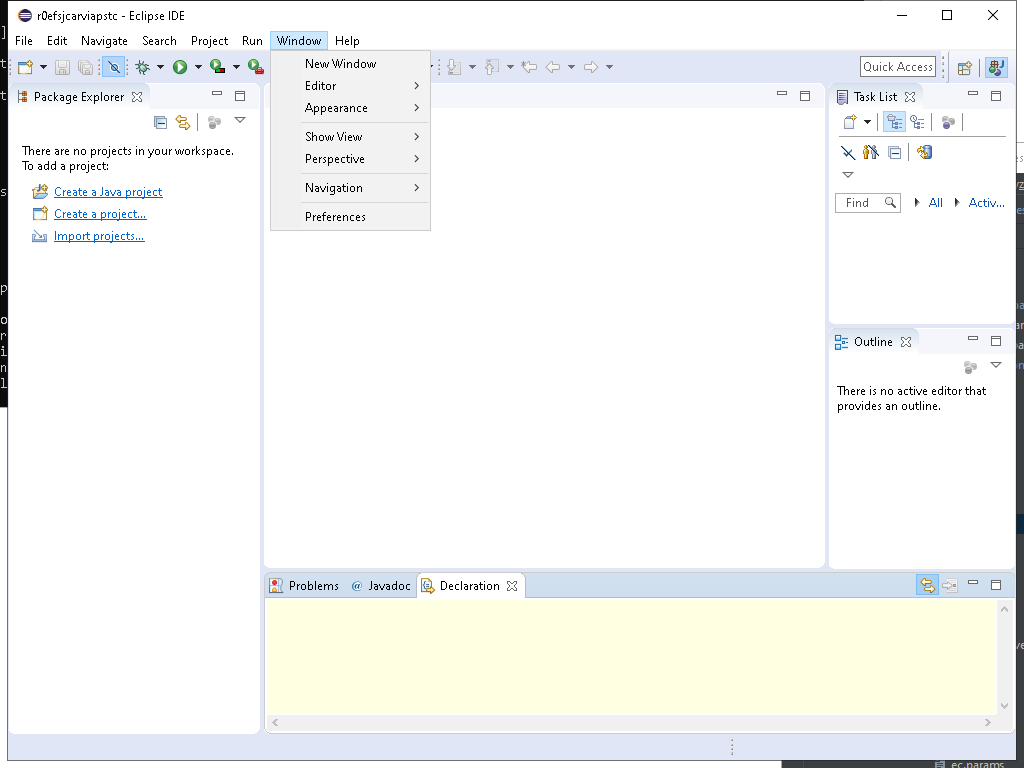 r0efsjcarviapstc - Eclipse IDE
File Edit Navigate Search Project Run Window Help
New Window
Editor
Appearance
Show View
Perspective
Navigation
Preferences
Quick Access
Package Explorer
There are no projects in your workspace.
To add a project:
Create a Java project
Create a project...
Import projects...
Task List
Find
All
Activ...
Outline
There is no active editor that
provides an outline.
Problems
@ Javadoc
Declaration
ec.params